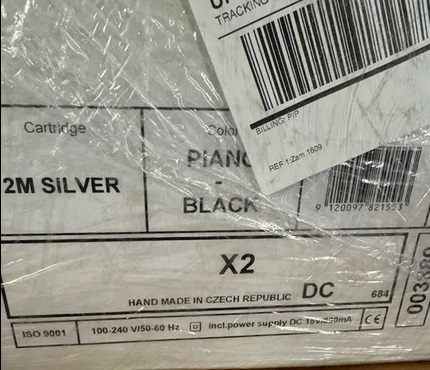 TRACKING
BILLING: P/P
REF 1-Zam 1609
Cartridge
Color
2M SILVER
PIANO
-
BLACK
9 120097 821553
X2
HAND MADE IN CZECH REPUBLIC DC 684
ISO 9001
100-240 V/50-60 Hz
incl.power supply DC
CE